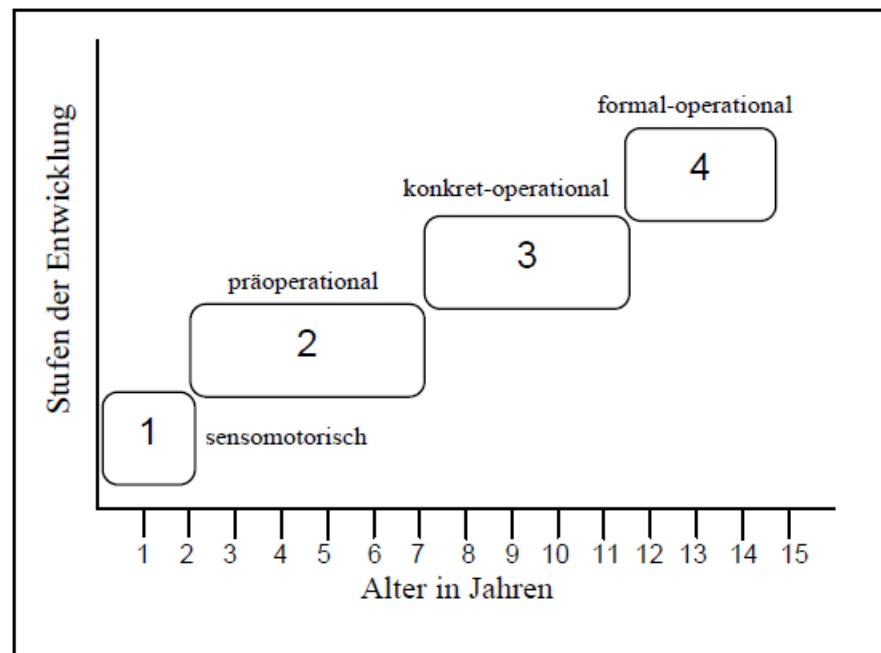 formal-operational
4
konkret-operational
3
präoperational
2
1
sensomotorisch
Stufen der Entwicklung
1 2 3 4 5 6 7 8 9 10 11 12 13 14 15
Alter in Jahren